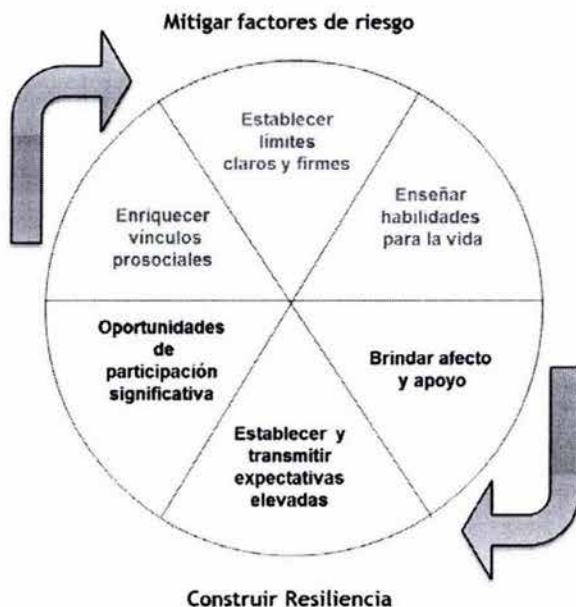 Mitigar factores de riesgo
Establecer
límites
claros y firmes
Enseñar
habilidades
para la vida
Enriquecer
vínculos
prosociales
Oportunidades
de
participación
significativa
Brindar afecto
y apoyo
Establecer y
transmitir
expectativas
elevadas
Construir Resiliencia